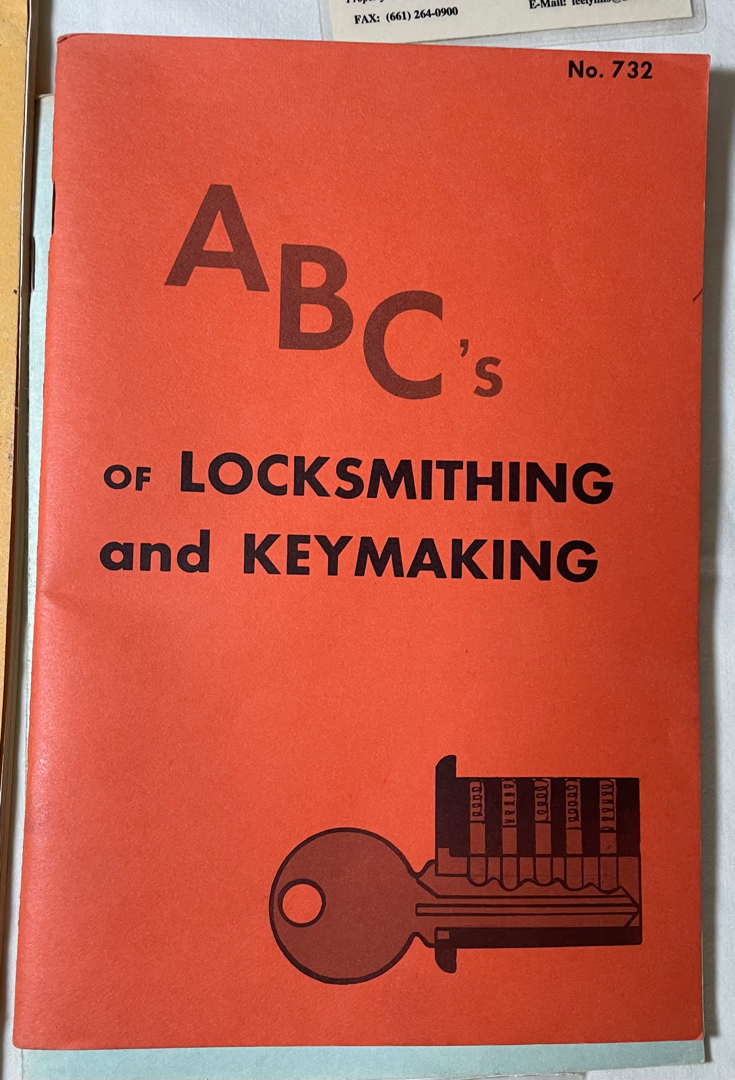 FAX: (661) 264-0900
E-Mail:
No. 732
ABC's
OF LOCKSMITHING
and KEYMAKING